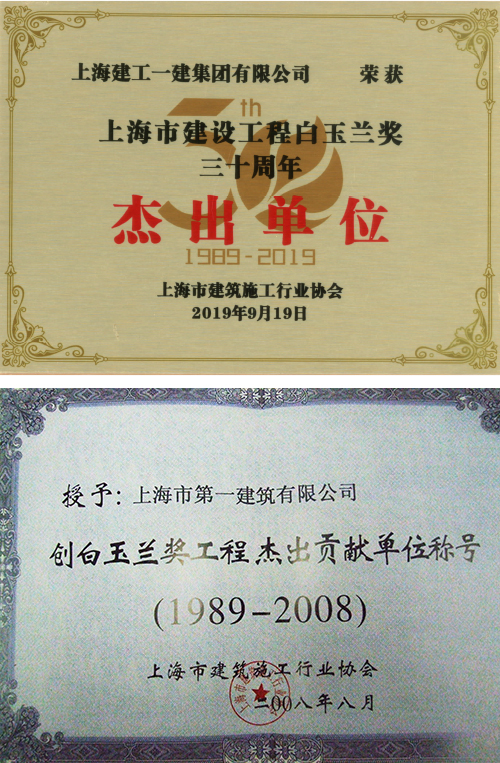 上海建工一建集团有限公司 荣获
30th
上海市建设工程白玉兰奖
三十周年
杰出单位
1989-2019
上海市建筑施工行业协会
2019年9月19日
授予：上海市第一建筑有限公司
创白玉兰奖工程杰出贡献单位称号
(1989-2008)
上海市建筑施工行业协会
二00八年八月